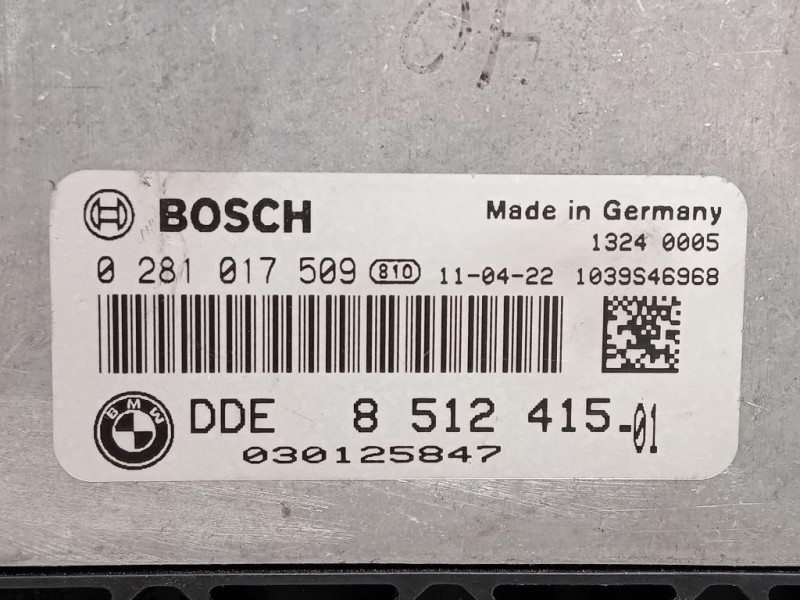 BOSCH
Made in Germany
1324 0005
0 281 017 509 810 11-04-22 1039S46968
BMW
DDE 8 512 415-01
030125847